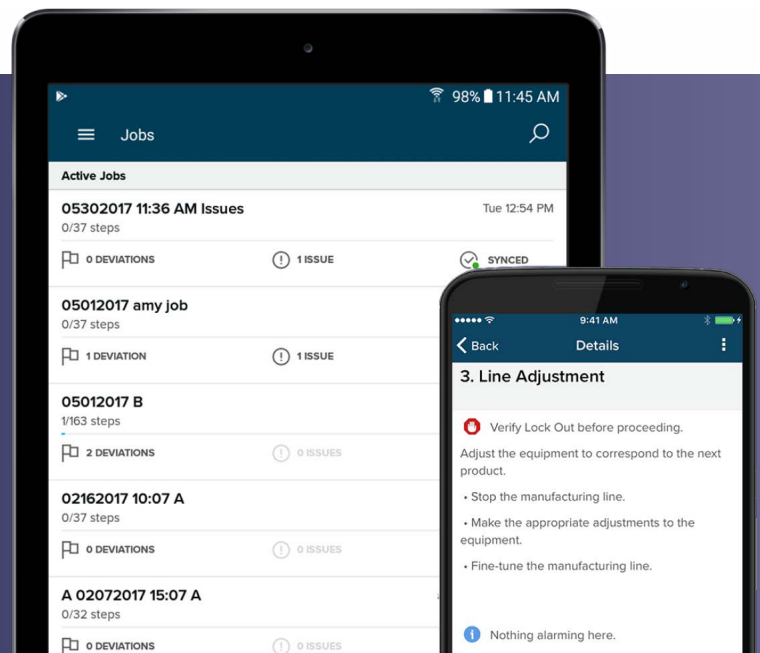 98% 11:45 AM
Jobs
Active Jobs
05302017 11:36 AM Issues
Tue 12:54 PM
0/37 steps
0 DEVIATIONS
1 ISSUE
SYNCED
05012017 amy job
0/37 steps
1 DEVIATION
1 ISSUE
05012017 B
1/163 steps
2 DEVIATIONS
0 ISSUES
02162017 10:07 A
0/37 steps
0 DEVIATIONS
0 ISSUES
A 02072017 15:07 A
0/32 steps
0 DEVIATIONS
0 ISSUES
9:41 AM
Back
Details
3. Line Adjustment
Verify Lock Out before proceeding.
Adjust the equipment to correspond to the next
product.
• Stop the manufacturing line.
• Make the appropriate adjustments to the
equipment.
• Fine-tune the manufacturing line.
Nothing alarming here.